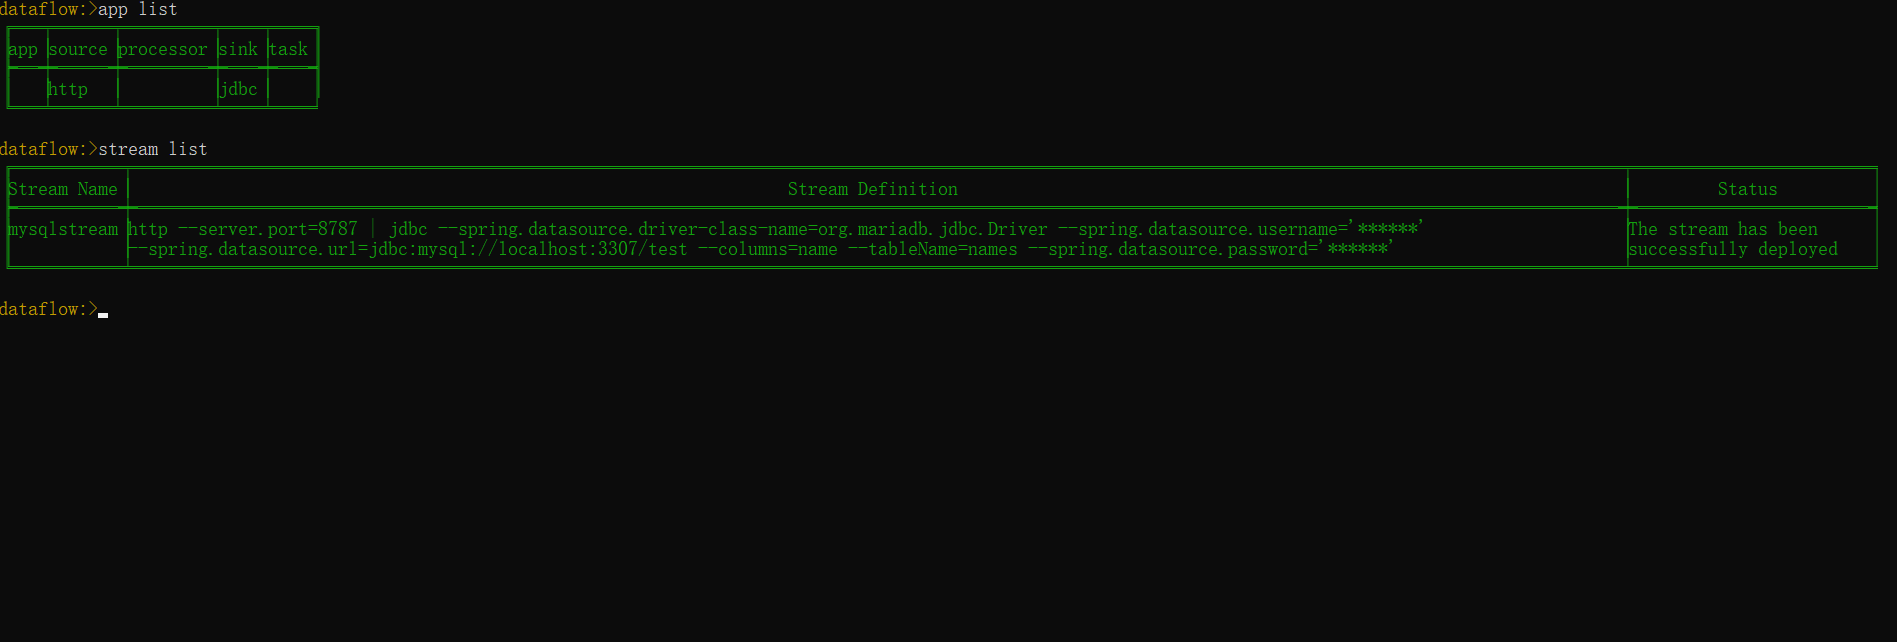 dataflow:>app list
app source processor sink task
http jdbc
dataflow:>stream list
Stream Name Stream Definition Status
mysqlstream http --server.port=8787 | jdbc --spring.datasource.driver-class-name=org.mariadb.jdbc.Driver --spring.datasource.username='******' The stream has been
--spring.datasource.url=jdbc:mysql://localhost:3307/test --columns=name --tableName=names --spring.datasource.password='******' successfully deployed
dataflow:>